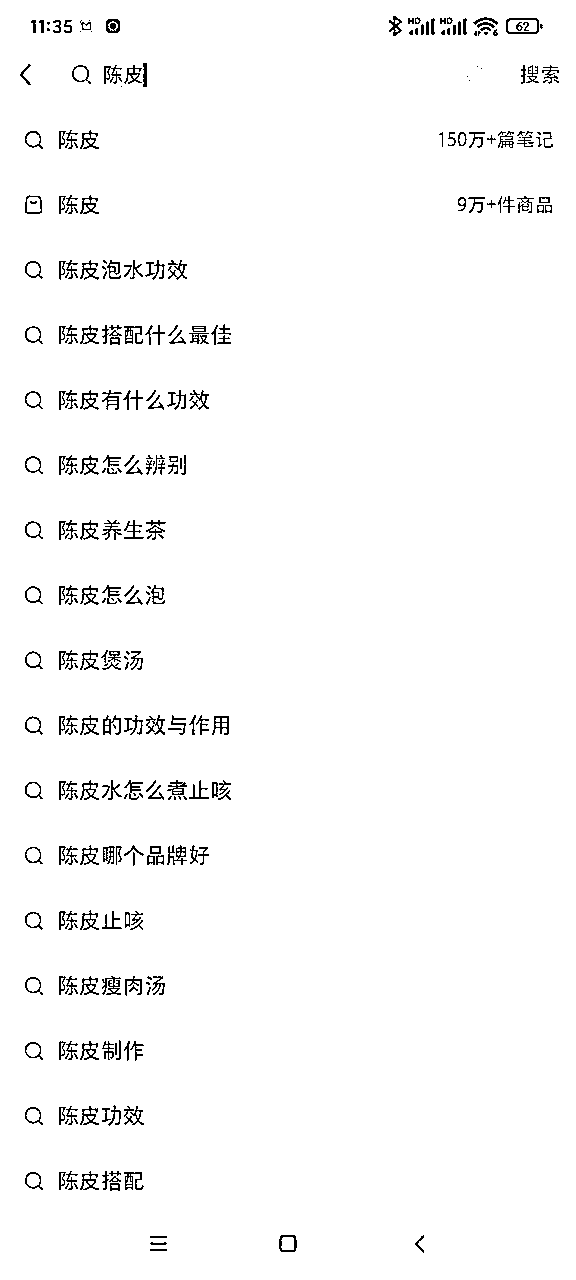 11:35 HD HD 62
陈皮 搜索
陈皮 150万+篇笔记
陈皮 9万+件商品
陈皮泡水功效
陈皮搭配什么最佳
陈皮有什么功效
陈皮怎么辨别
陈皮养生茶
陈皮怎么泡
陈皮煲汤
陈皮的功效与作用
陈皮水怎么煮止咳
陈皮哪个品牌好
陈皮止咳
陈皮瘦肉汤
陈皮制作
陈皮功效
陈皮搭配